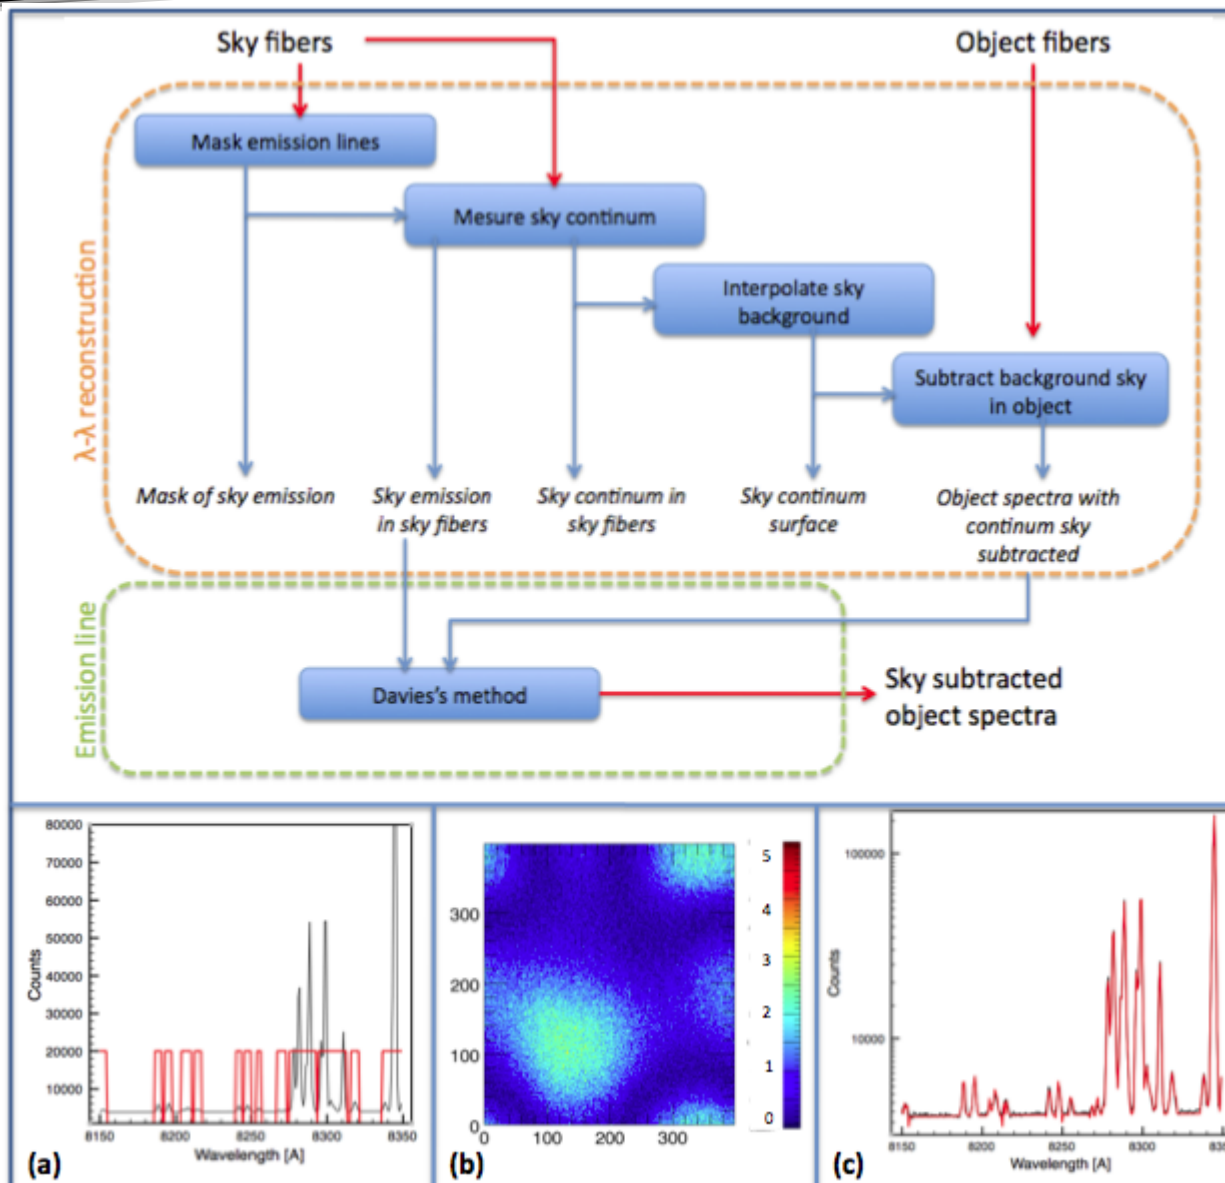 Sky fibers
Object fibers
Mask emission lines
Mesure sky continum
Interpolate sky
background
Subtract background sky
in object
λ-λ reconstruction
Mask of sky emission
Sky emission
in sky fibers
Sky continum in
sky fibers
Sky continum
surface
Object spectra with
continum sky
subtracted
Emission line
Davies's method
Sky subtracted
object spectra
80000
70000
60000
50000
40000
30000
20000
10000
Counts
8150
8200
8250
8300
8350
Wavelength [A]
(a)
300
200
100
0
0
100
200
300
5
4
3
2
1
0
(b)
100000
10000
Counts
8150
8200
8250
8300
Wavelength [A]
(c)